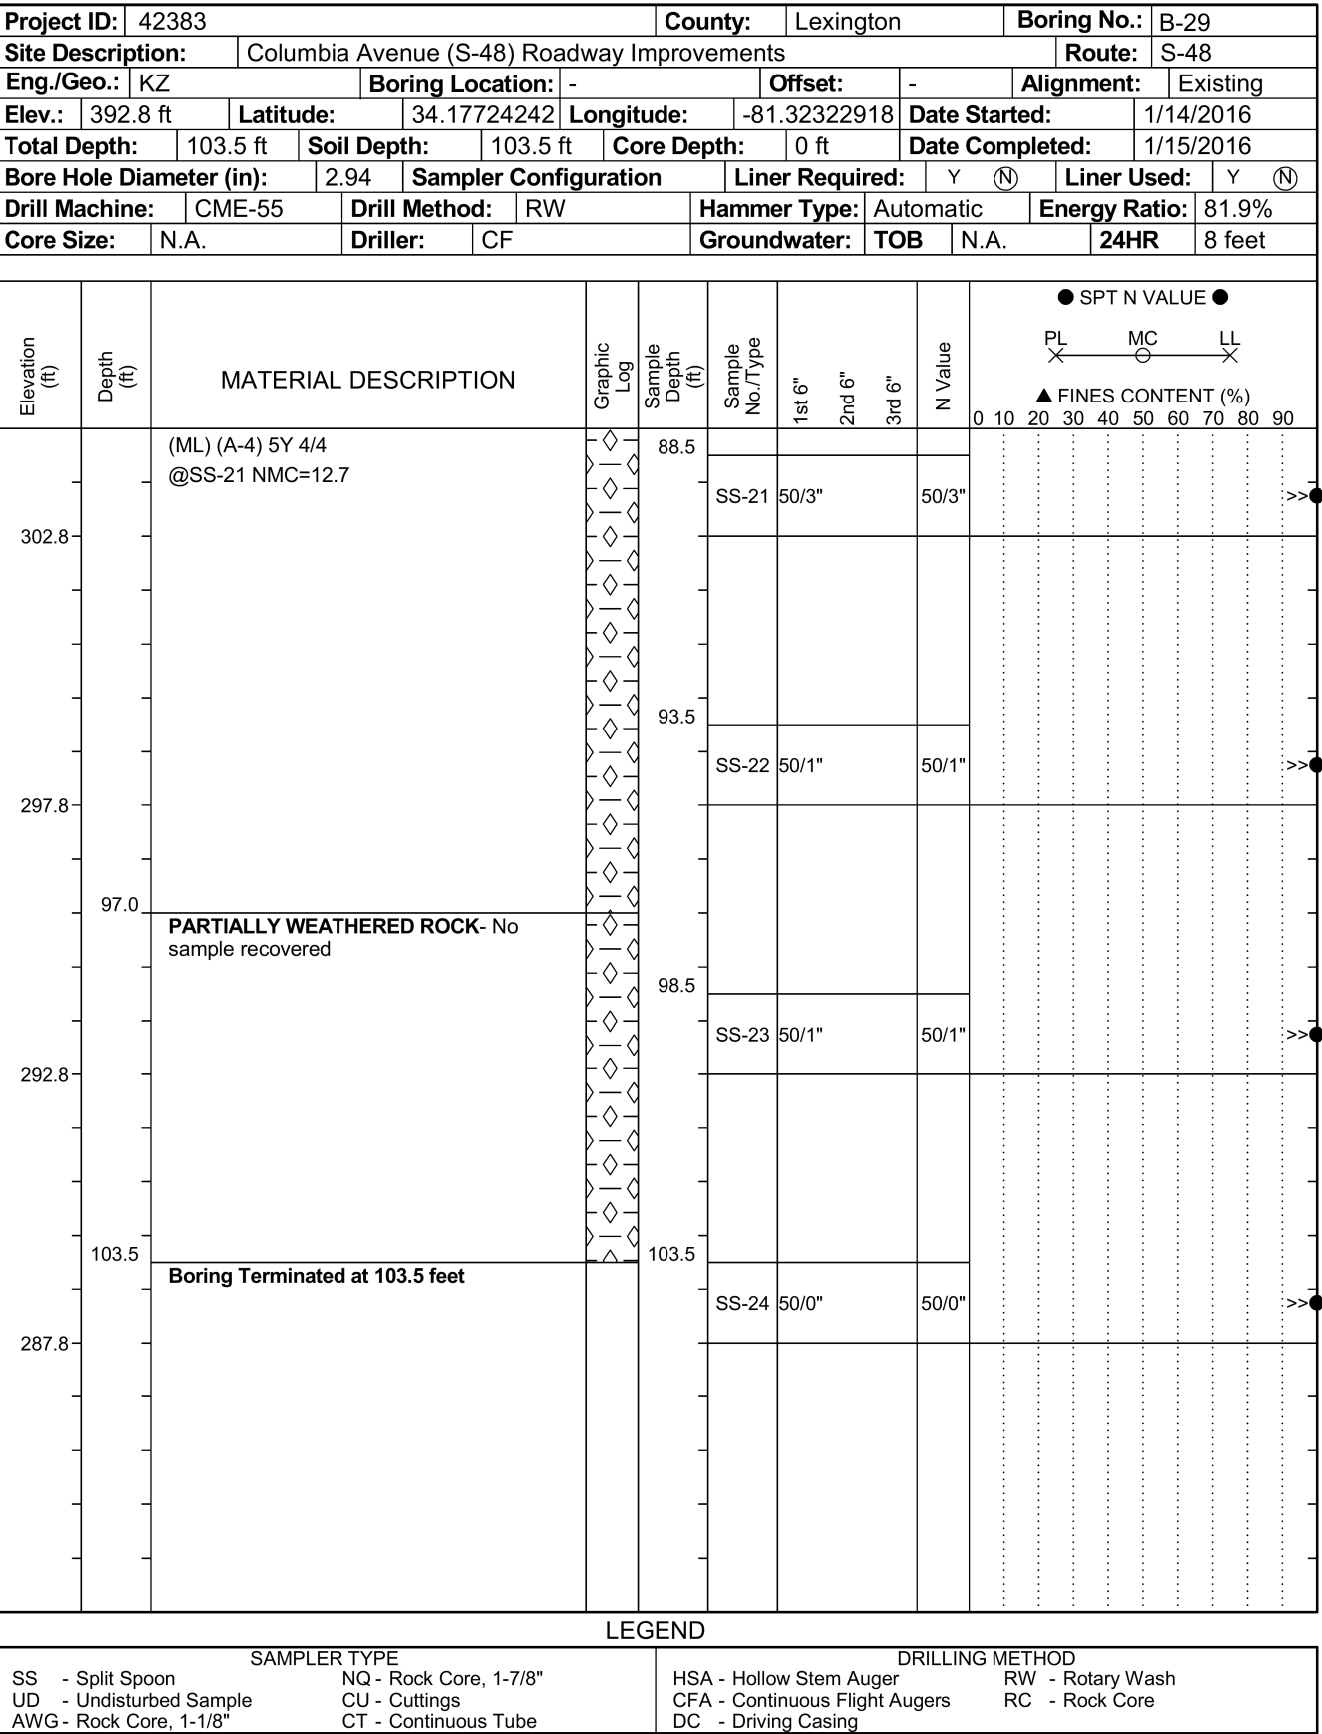 Project ID: 42383 County: Lexington Boring No.: B-29
Site Description: Columbia Avenue (S-48) Roadway Improvements Route: S-48
Eng./Geo.: KZ Boring Location: - Offset: - Alignment: Existing
Elev.: 392.8 ft Latitude: 34.17724242 Longitude: -81.32322918 Date Started: 1/14/2016
Total Depth: 103.5 ft Soil Depth: 103.5 ft Core Depth: 0 ft Date Completed: 1/15/2016
Bore Hole Diameter (in): 2.94 Sampler Configuration Liner Required: Y N Liner Used: Y N
Drill Machine: CME-55 Drill Method: RW Hammer Type: Automatic Energy Ratio: 81.9%
Core Size: N.A. Driller: CF Groundwater: TOB N.A. 24HR 8 feet
Elevation (ft) Depth (ft) MATERIAL DESCRIPTION Graphic Log Sample Depth (ft) Sample No./Type 1st 6" 2nd 6" 3rd 6" N Value
● SPT N VALUE ●
PL MC LL
▲ FINES CONTENT (%)
0 10 20 30 40 50 60 70 80 90
(ML) (A-4) 5Y 4/4 88.5
@SS-21 NMC=12.7
SS-21 50/3" 50/3" >>●
302.8
93.5
SS-22 50/1" 50/1" >>●
297.8
97.0
PARTIALLY WEATHERED ROCK- No
sample recovered
98.5
SS-23 50/1" 50/1" >>●
292.8
103.5 103.5
Boring Terminated at 103.5 feet
SS-24 50/0" 50/0" >>●
287.8
LEGEND
SAMPLER TYPE DRILLING METHOD
SS - Split Spoon NQ - Rock Core, 1-7/8" HSA - Hollow Stem Auger RW - Rotary Wash
UD - Undisturbed Sample CU - Cuttings CFA - Continuous Flight Augers RC - Rock Core
AWG - Rock Core, 1-1/8" CT - Continuous Tube DC - Driving Casing